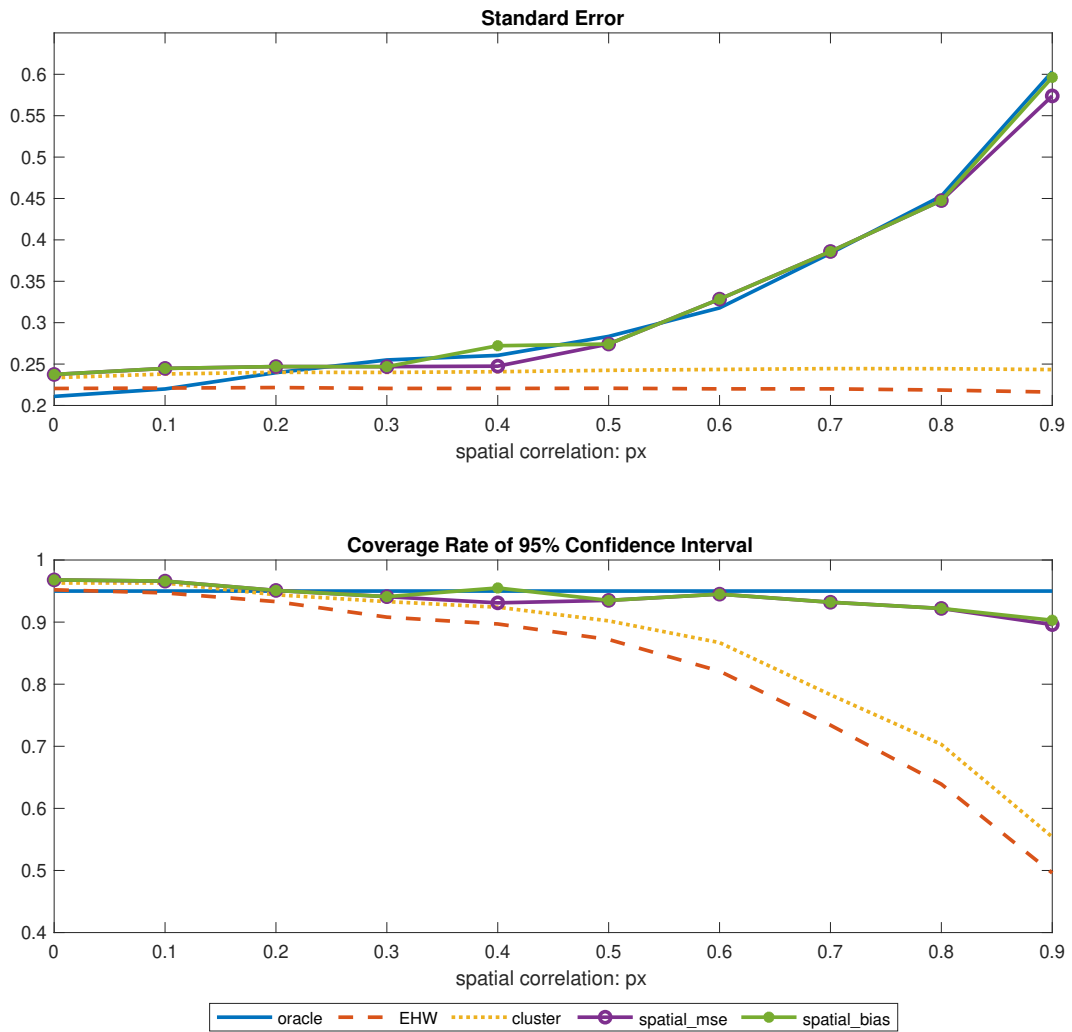 Standard Error
0.6
0.55
0.5
0.45
0.4
0.35
0.3
0.25
0.2
0 0.1 0.2 0.3 0.4 0.5 0.6 0.7 0.8 0.9
spatial correlation: px
Coverage Rate of 95% Confidence Interval
1
0.9
0.8
0.7
0.6
0.5
0.4
0 0.1 0.2 0.3 0.4 0.5 0.6 0.7 0.8 0.9
spatial correlation: px
oracle EHW cluster spatial_mse spatial_bias